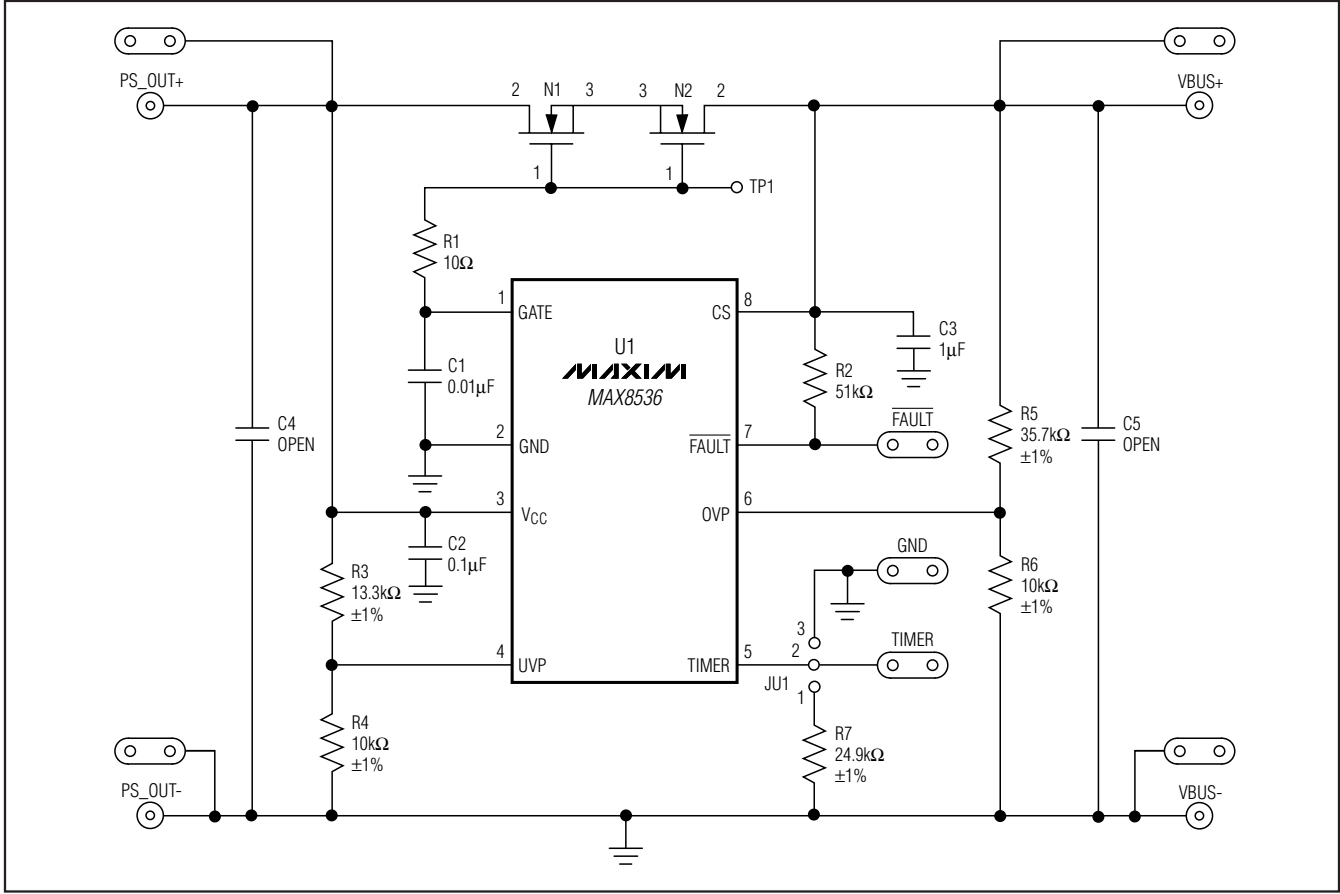 PS_OUT+
VBUS+
2 N1 3
3 N2 2
1
1
TP1
R1
10Ω
1
GATE
CS
8
U1
MAXIM
MAX8536
C1
0.01µF
C3
1µF
R2
51kΩ
C4
OPEN
2
GND
FAULT
7
FAULT
R5
35.7kΩ
±1%
C5
OPEN
3
VCC
OVP
6
C2
0.1µF
R3
13.3kΩ
±1%
GND
R6
10kΩ
±1%
4
UVP
TIMER
5
3
2
JU1
1
TIMER
R4
10kΩ
±1%
R7
24.9kΩ
±1%
PS_OUT-
VBUS-